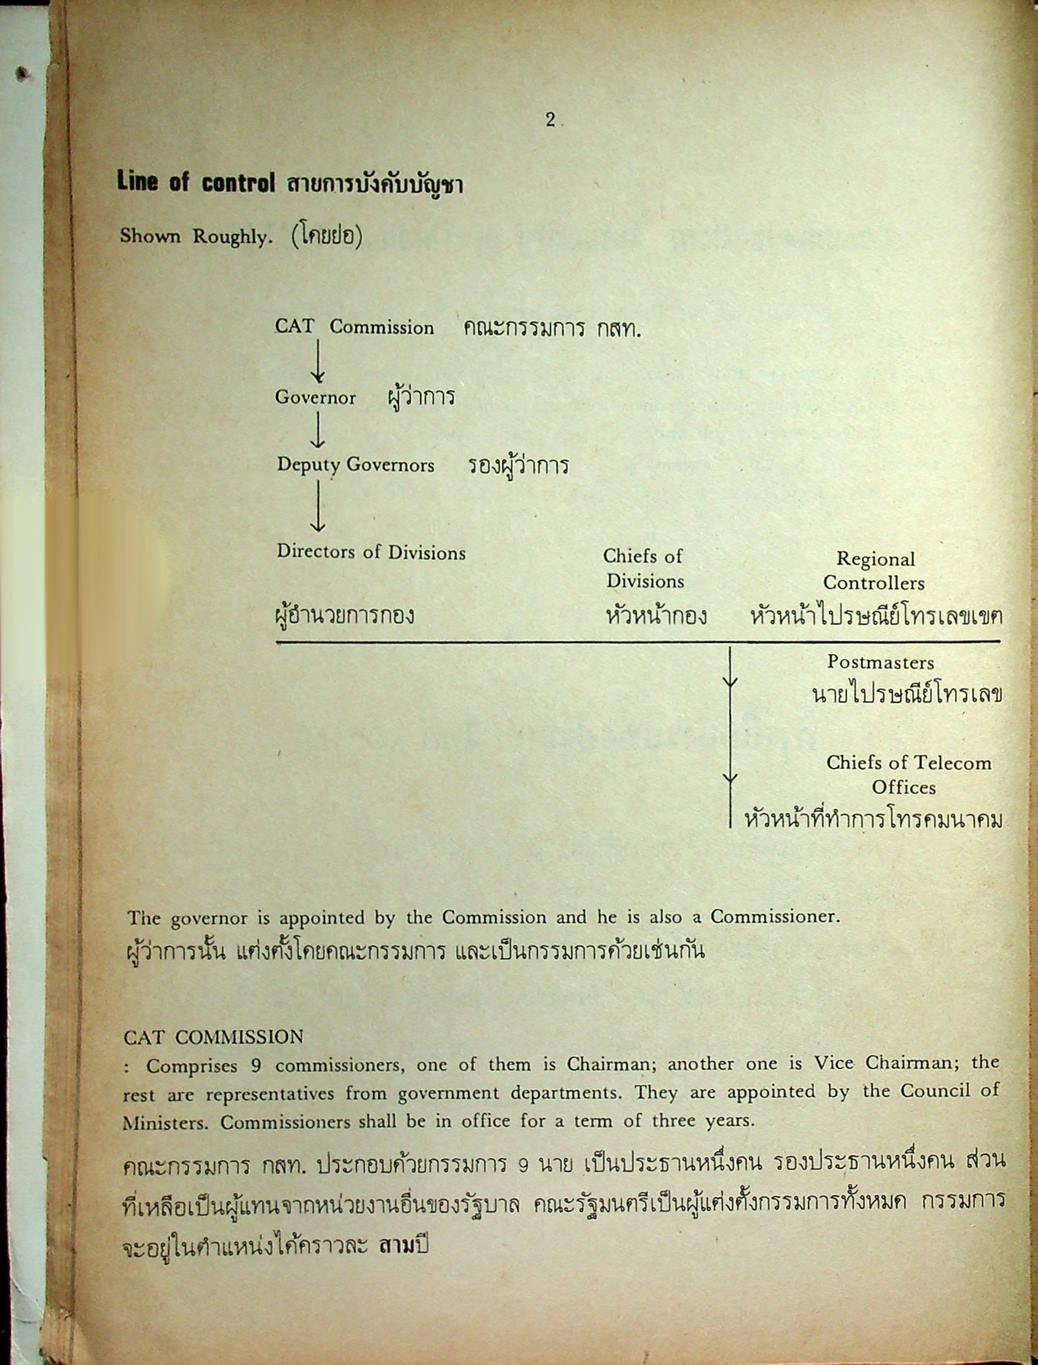 2
Line of control สายการบังคับบัญชา
Shown Roughly. (โดยย่อ)
CAT Commission คณะกรรมการ กสท.
Governor ผู้ว่าการ
Deputy Governors รองผู้ว่าการ
Directors of Divisions
ผู้อำนวยการกอง
Chiefs of
Divisions
หัวหน้ากอง
Regional
Controllers
หัวหน้าไปรษณีย์โทรเลขเขต
Postmasters
นายไปรษณีย์โทรเลข
Chiefs of Telecom
Offices
หัวหน้าที่ทำการโทรคมนาคม
The governor is appointed by the Commission and he is also a Commissioner.
ผู้ว่าการนั้น แต่งตั้งโดยคณะกรรมการ และเป็นกรรมการด้วยเช่นกัน
CAT COMMISSION
: Comprises 9 commissioners, one of them is Chairman; another one is Vice Chairman; the
rest are representatives from government departments. They are appointed by the Council of
Ministers. Commissioners shall be in office for a term of three years.
คณะกรรมการ กสท. ประกอบด้วยกรรมการ 9 นาย เป็นประธานหนึ่งคน รองประธานหนึ่งคน ส่วน
ที่เหลือเป็นผู้แทนจากหน่วยงานอื่นของรัฐบาล คณะรัฐมนตรีเป็นผู้แต่งตั้งกรรมการทั้งหมด กรรมการ
จะอยู่ในตำแหน่งได้คราวละ สามปี